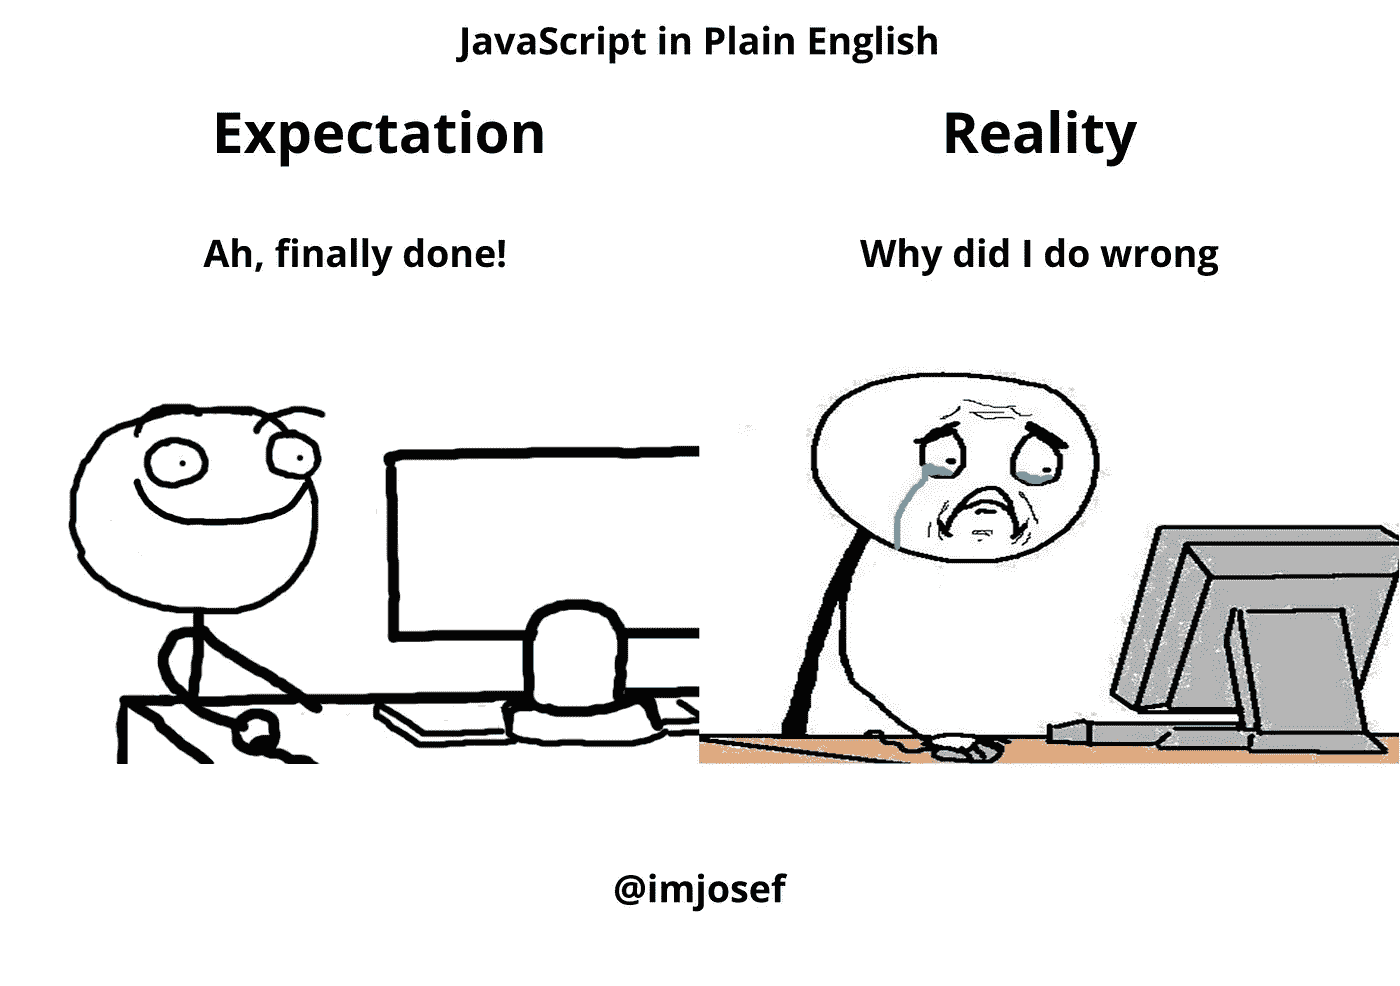 JavaScript in Plain English
Expectation
Reality
Ah, finally done!
Why did I do wrong
@imjosef